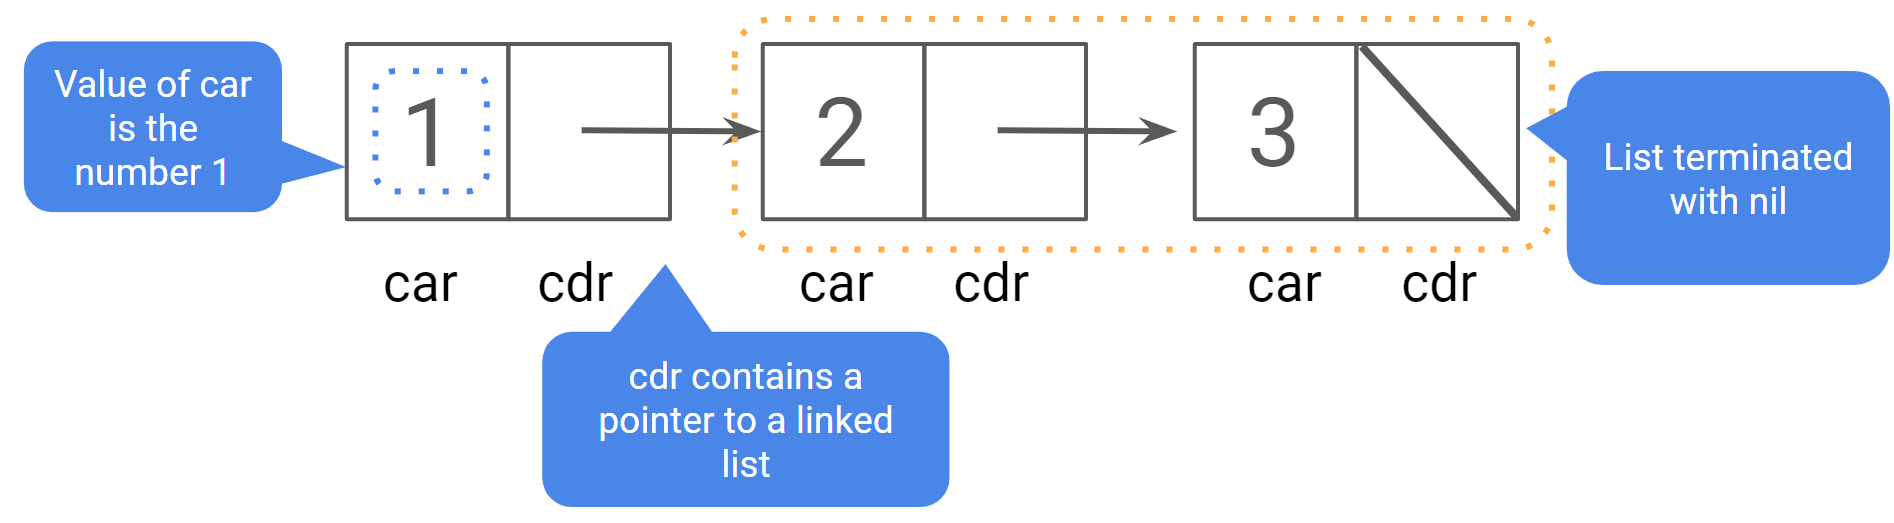 Value of car
is the
number 1
1
2
3
List terminated
with nil
car cdr car cdr car cdr
cdr contains a
pointer to a linked
list